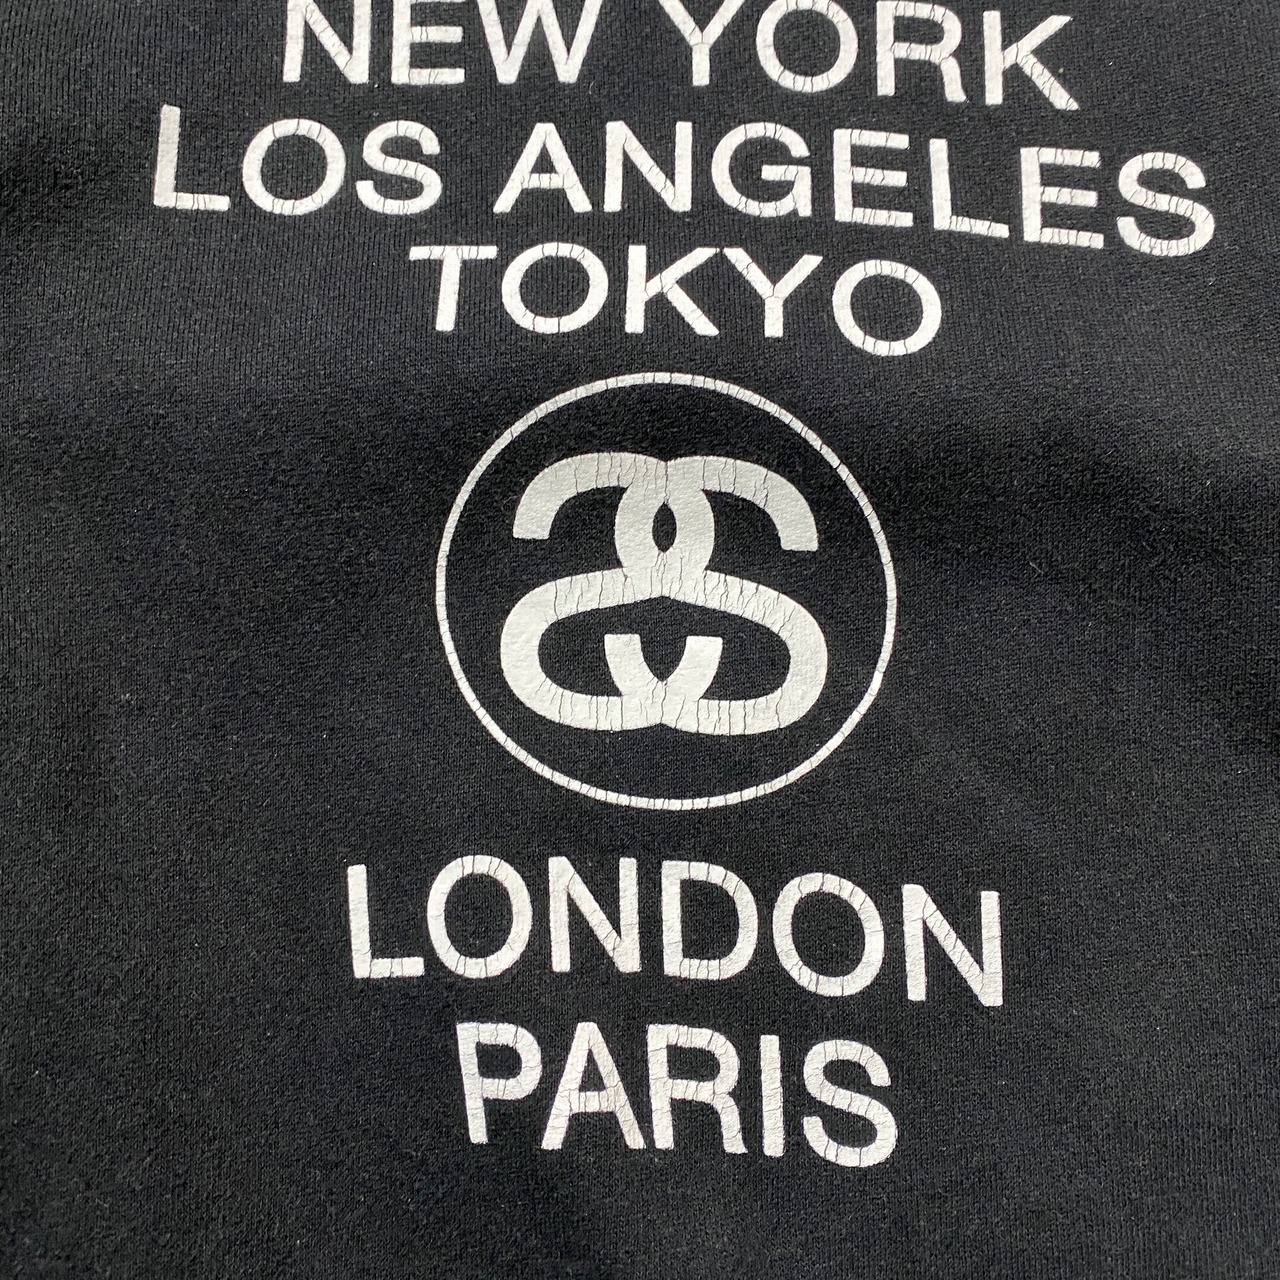 NEW YORK
LOS ANGELES
TOKYO
LONDON
PARIS